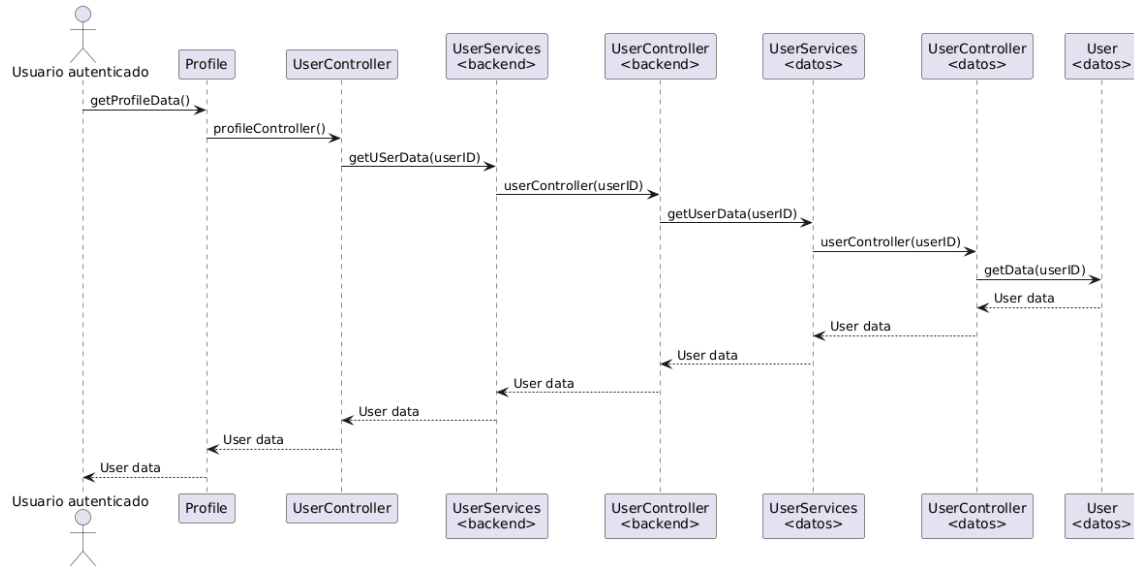 Usuario autenticado
Profile
UserController
UserServices
<backend>
UserController
<backend>
UserServices
<datos>
UserController
<datos>
User
<datos>
getProfileData()
profileController()
getUSerData(userID)
userController(userID)
getUserData(userID)
userController(userID)
getData(userID)
User data
User data
User data
User data
User data
User data
User data
Usuario autenticado
Profile
UserController
UserServices
<backend>
UserController
<backend>
UserServices
<datos>
UserController
<datos>
User
<datos>